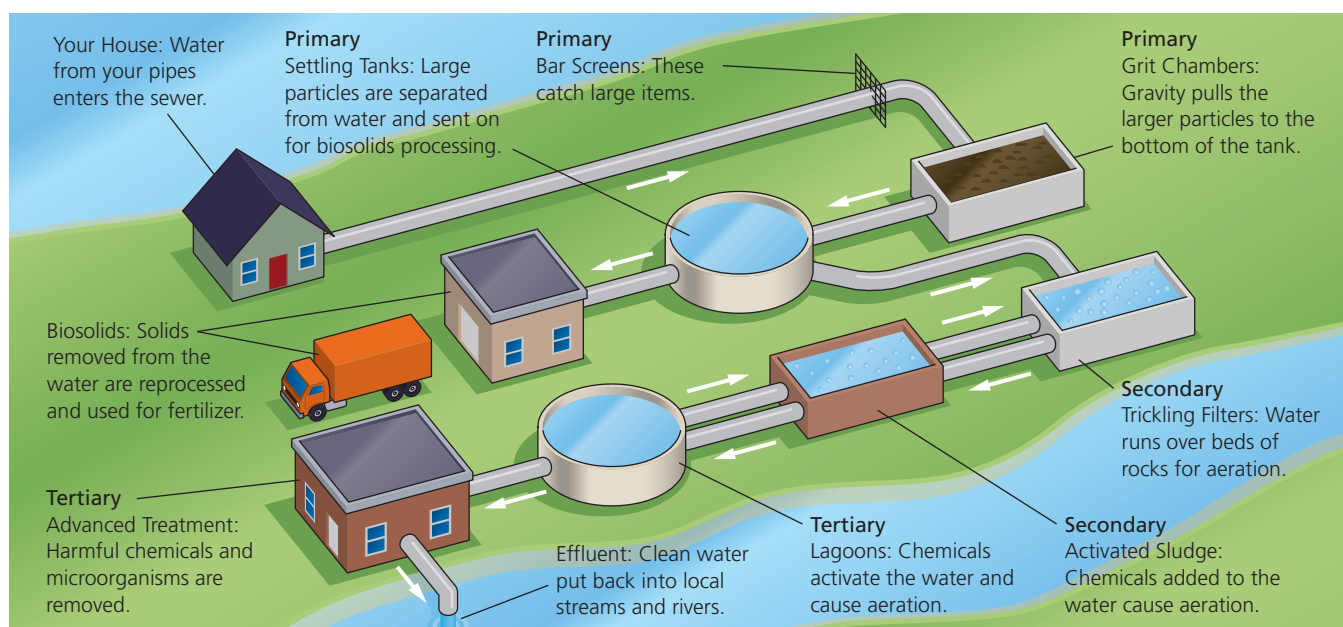 Your House: Water
from your pipes
enters the sewer.
Primary
Settling Tanks: Large
particles are separated
from water and sent on
for biosolids processing.
Primary
Bar Screens: These
catch large items.
Primary
Grit Chambers:
Gravity pulls the
larger particles to the
bottom of the tank.
Biosolids: Solids
removed from the
water are reprocessed
and used for fertilizer.
Secondary
Trickling Filters: Water
runs over beds of
rocks for aeration.
Tertiary
Advanced Treatment:
Harmful chemicals and
microorganisms are
removed.
Effluent: Clean water
put back into local
streams and rivers.
Tertiary
Lagoons: Chemicals
activate the water and
cause aeration.
Secondary
Activated Sludge:
Chemicals added to the
water cause aeration.